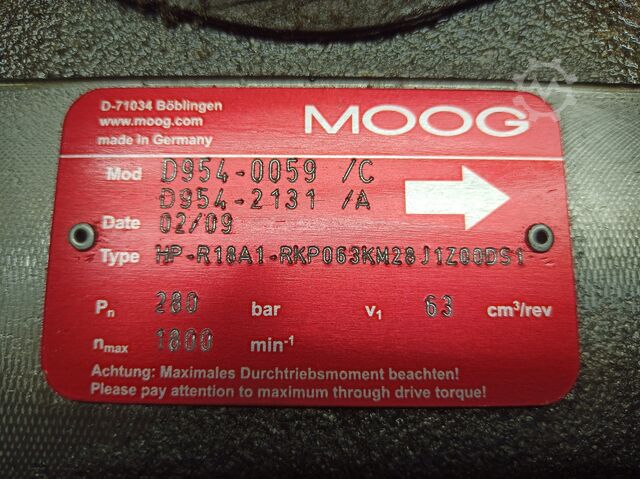 D-71034 Böblingen
www.moog.com
made in Germany
MOOG
Mod D954-0059 /C
D954-2131 /A
Date 02/09
Type HP-R18A1-RKP063KM28J1Z00DS1
Pn 280 bar V1 63 cm³/rev
nmax 1800 min-1
Achtung: Maximales Durchtriebsmoment beachten!
Please pay attention to maximum through drive torque!